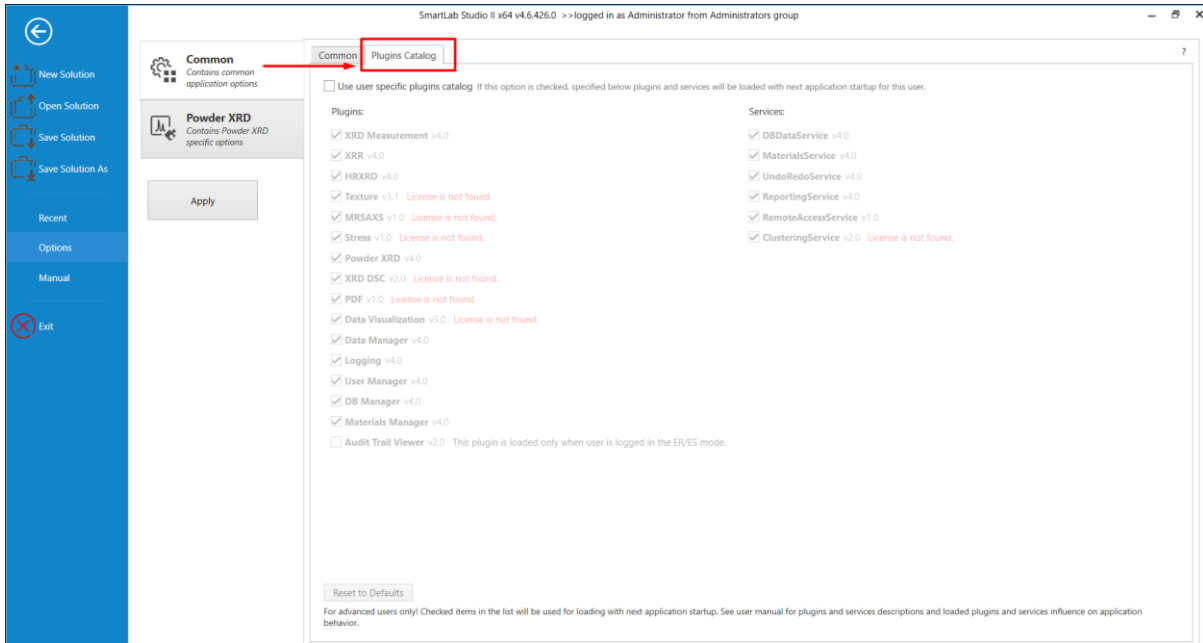 SmartLab Studio II x64 v4.6.426.0 >>logged in as Administrator from Administrators group
New Solution
Open Solution
Save Solution
Save Solution As
Recent
Options
Manual
Exit
Common
Contains common
application options
Powder XRD
Contains Powder XRD
specific options
Apply
Common
Plugins Catalog
?
Use user specific plugins catalog If this option is checked, specified below plugins and services will be loaded with next application startup for this user.
Plugins:
XRD Measurement v4.0
XRR v4.0
HRXRD v4.0
Texture v3.1 License is not found.
MRSAXS v1.0 License is not found.
Stress v1.0 License is not found.
Powder XRD v4.0
XRD DSC v2.0 License is not found.
PDF v1.0 License is not found.
Data Visualization v3.0 License is not found.
Data Manager v4.0
Logging v4.0
User Manager v4.0
DB Manager v4.0
Materials Manager v4.0
Audit Trail Viewer v2.0 This plugin is loaded only when user is logged in the ER/ES mode.
Services:
DBDataService v4.0
MaterialsService v4.0
UndoRedoService v4.0
ReportingService v4.0
RemoteAccessService v1.0
ClusteringService v2.0 License is not found.
Reset to Defaults
For advanced users only! Checked items in the list will be used for loading with next application startup. See user manual for plugins and services descriptions and loaded plugins and services influence on application
behavior.